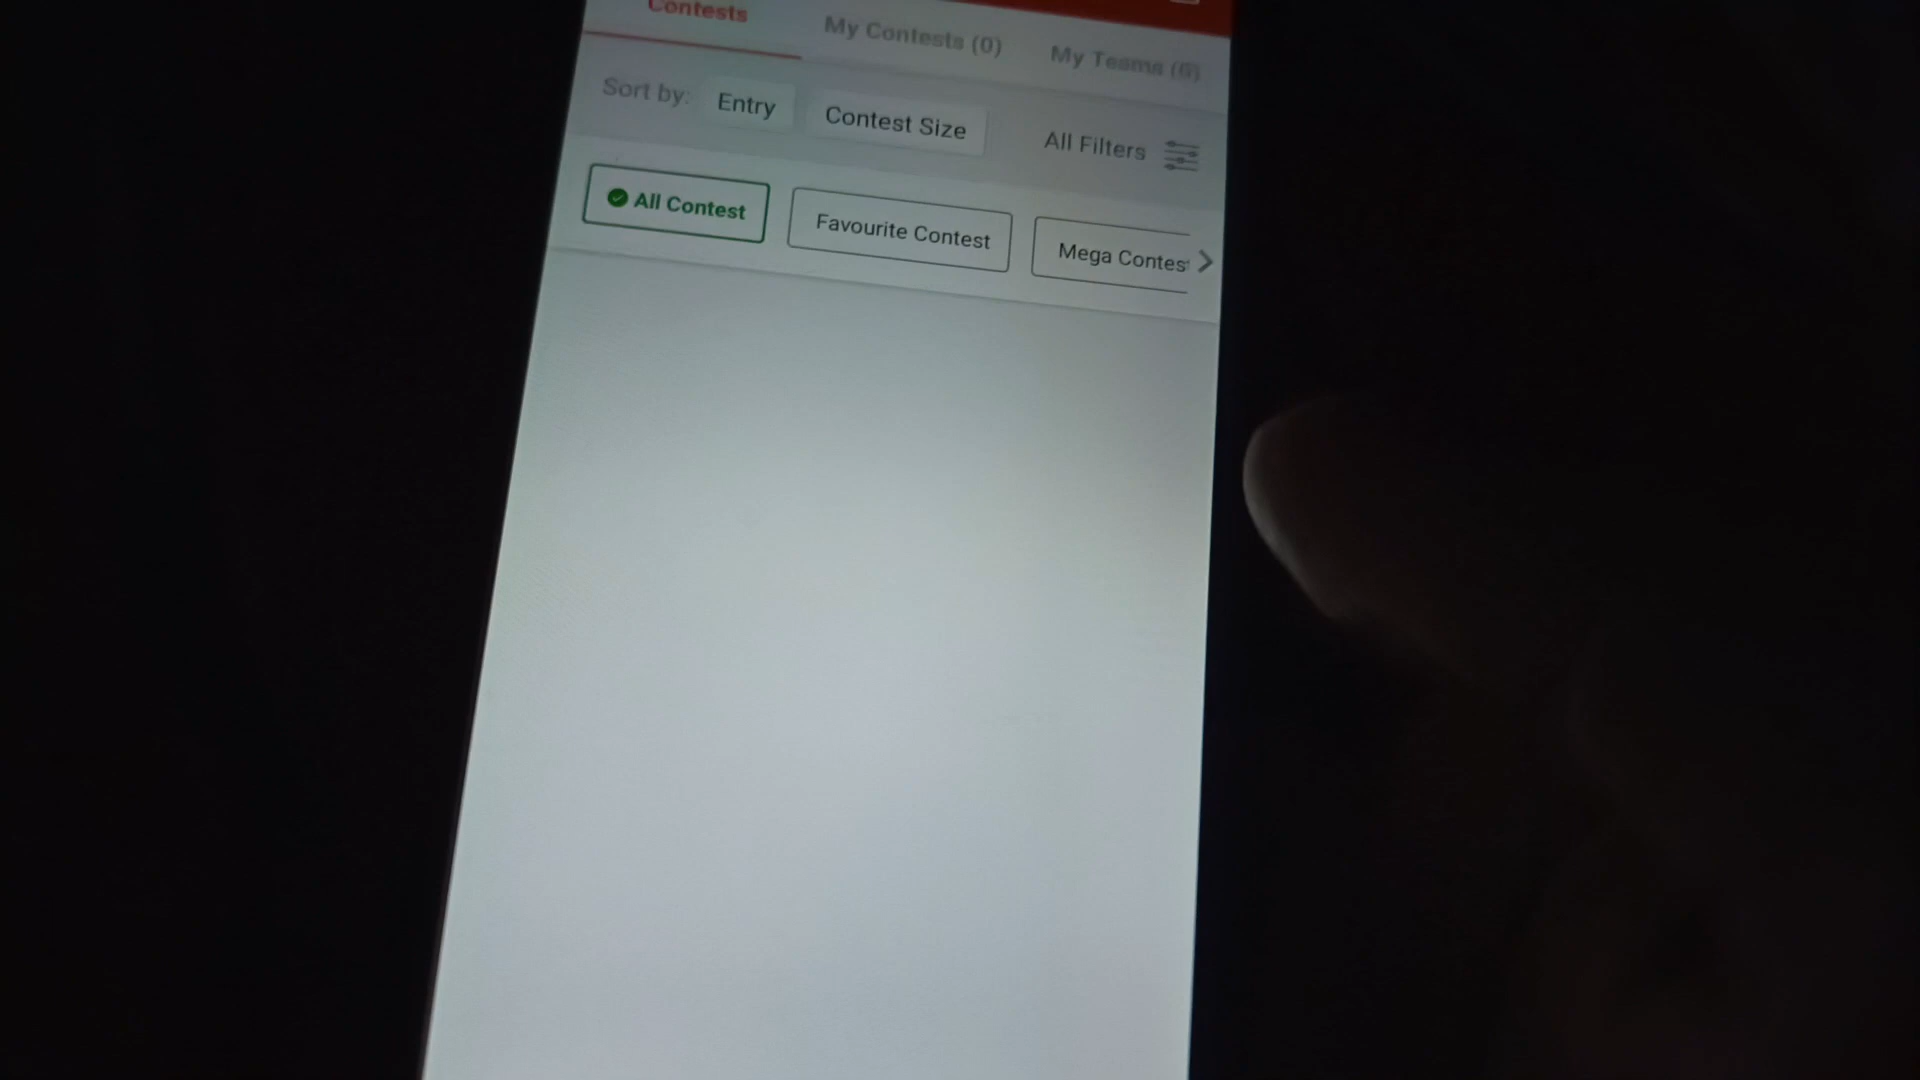 Contests My Contests (0) My Teams (6)
Sort by: Entry Contest Size All Filters
All Contest Favourite Contest Mega Contes